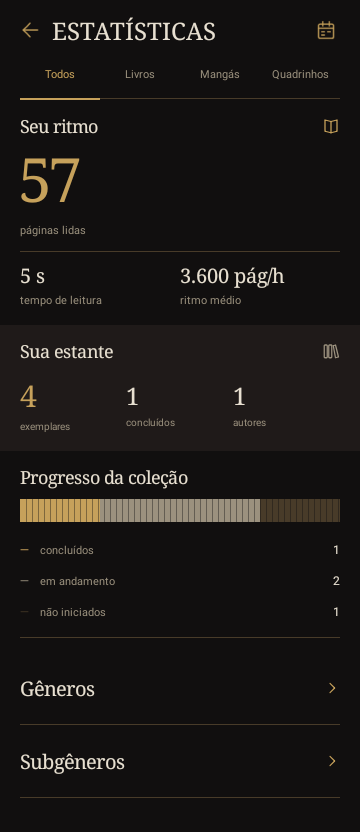 ESTATÍSTICAS
Todos Livros Mangás Quadrinhos
Seu ritmo
57
páginas lidas
5 s 3.600 pág/h
tempo de leitura ritmo médio
Sua estante
4 1 1
exemplares concluídos autores
Progresso da coleção
concluídos 1
em andamento 2
não iniciados 1
Gêneros
Subgêneros